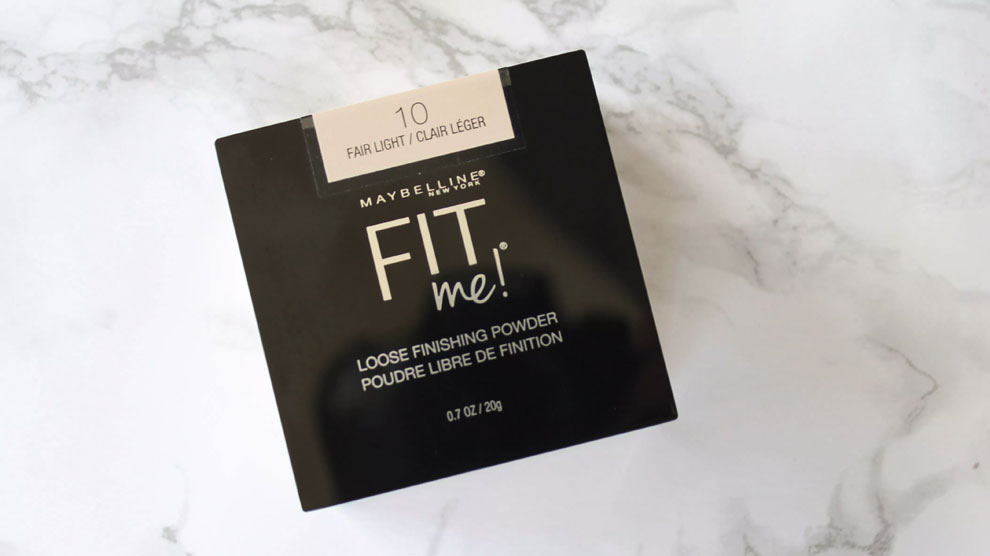 10
FAIR LIGHT / CLAIR LÉGER
MAYBELLINE®
NEW YORK
FIT
me!®
LOOSE FINISHING POWDER
POUDRE LIBRE DE FINITION
0.7 OZ / 20g